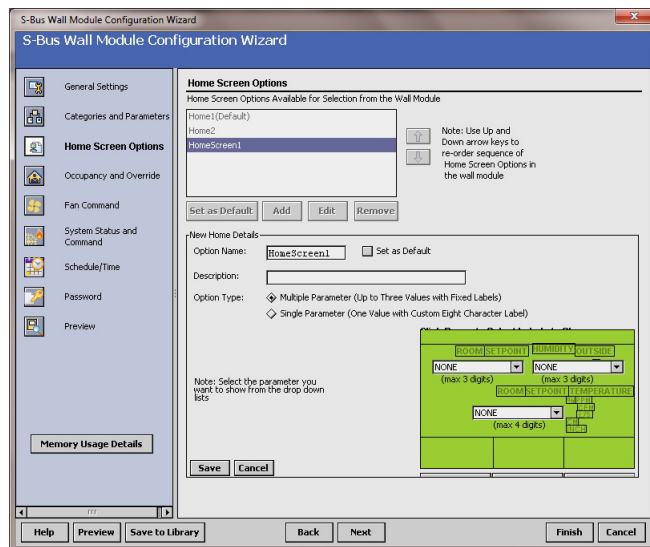 S-Bus Wall Module Configuration Wizard
S-Bus Wall Module Configuration Wizard
General Settings
Categories and Parameters
Home Screen Options
Occupancy and Override
Fan Command
System Status and
Command
Schedule/Time
Password
Preview
Memory Usage Details
Home Screen Options
Home Screen Options Available for Selection from the Wall Module
Home1(Default)
Home2
HomeScreen1
Note: Use Up and
Down arrow keys to
re-order sequence of
Home Screen Options in
the wall module
Set as Default Add Edit Remove
New Home Details
Option Name: HomeScreen1 Set as Default
Description:
Option Type: Multiple Parameter (Up to Three Values with Fixed Labels)
Single Parameter (One Value with Custom Eight Character Label)
ROOM SETPOINT HUMIDITY OUTSIDE
NONE NONE
(max 3 digits) (max 3 digits)
ROOM SETPOINT TEMPERATURE
%PPM
NONE CFM
(max 4 digits)
INCH
Note: Select the parameter you
want to show from the drop down
lists
Save Cancel
Help Preview Save to Library Back Next Finish Cancel